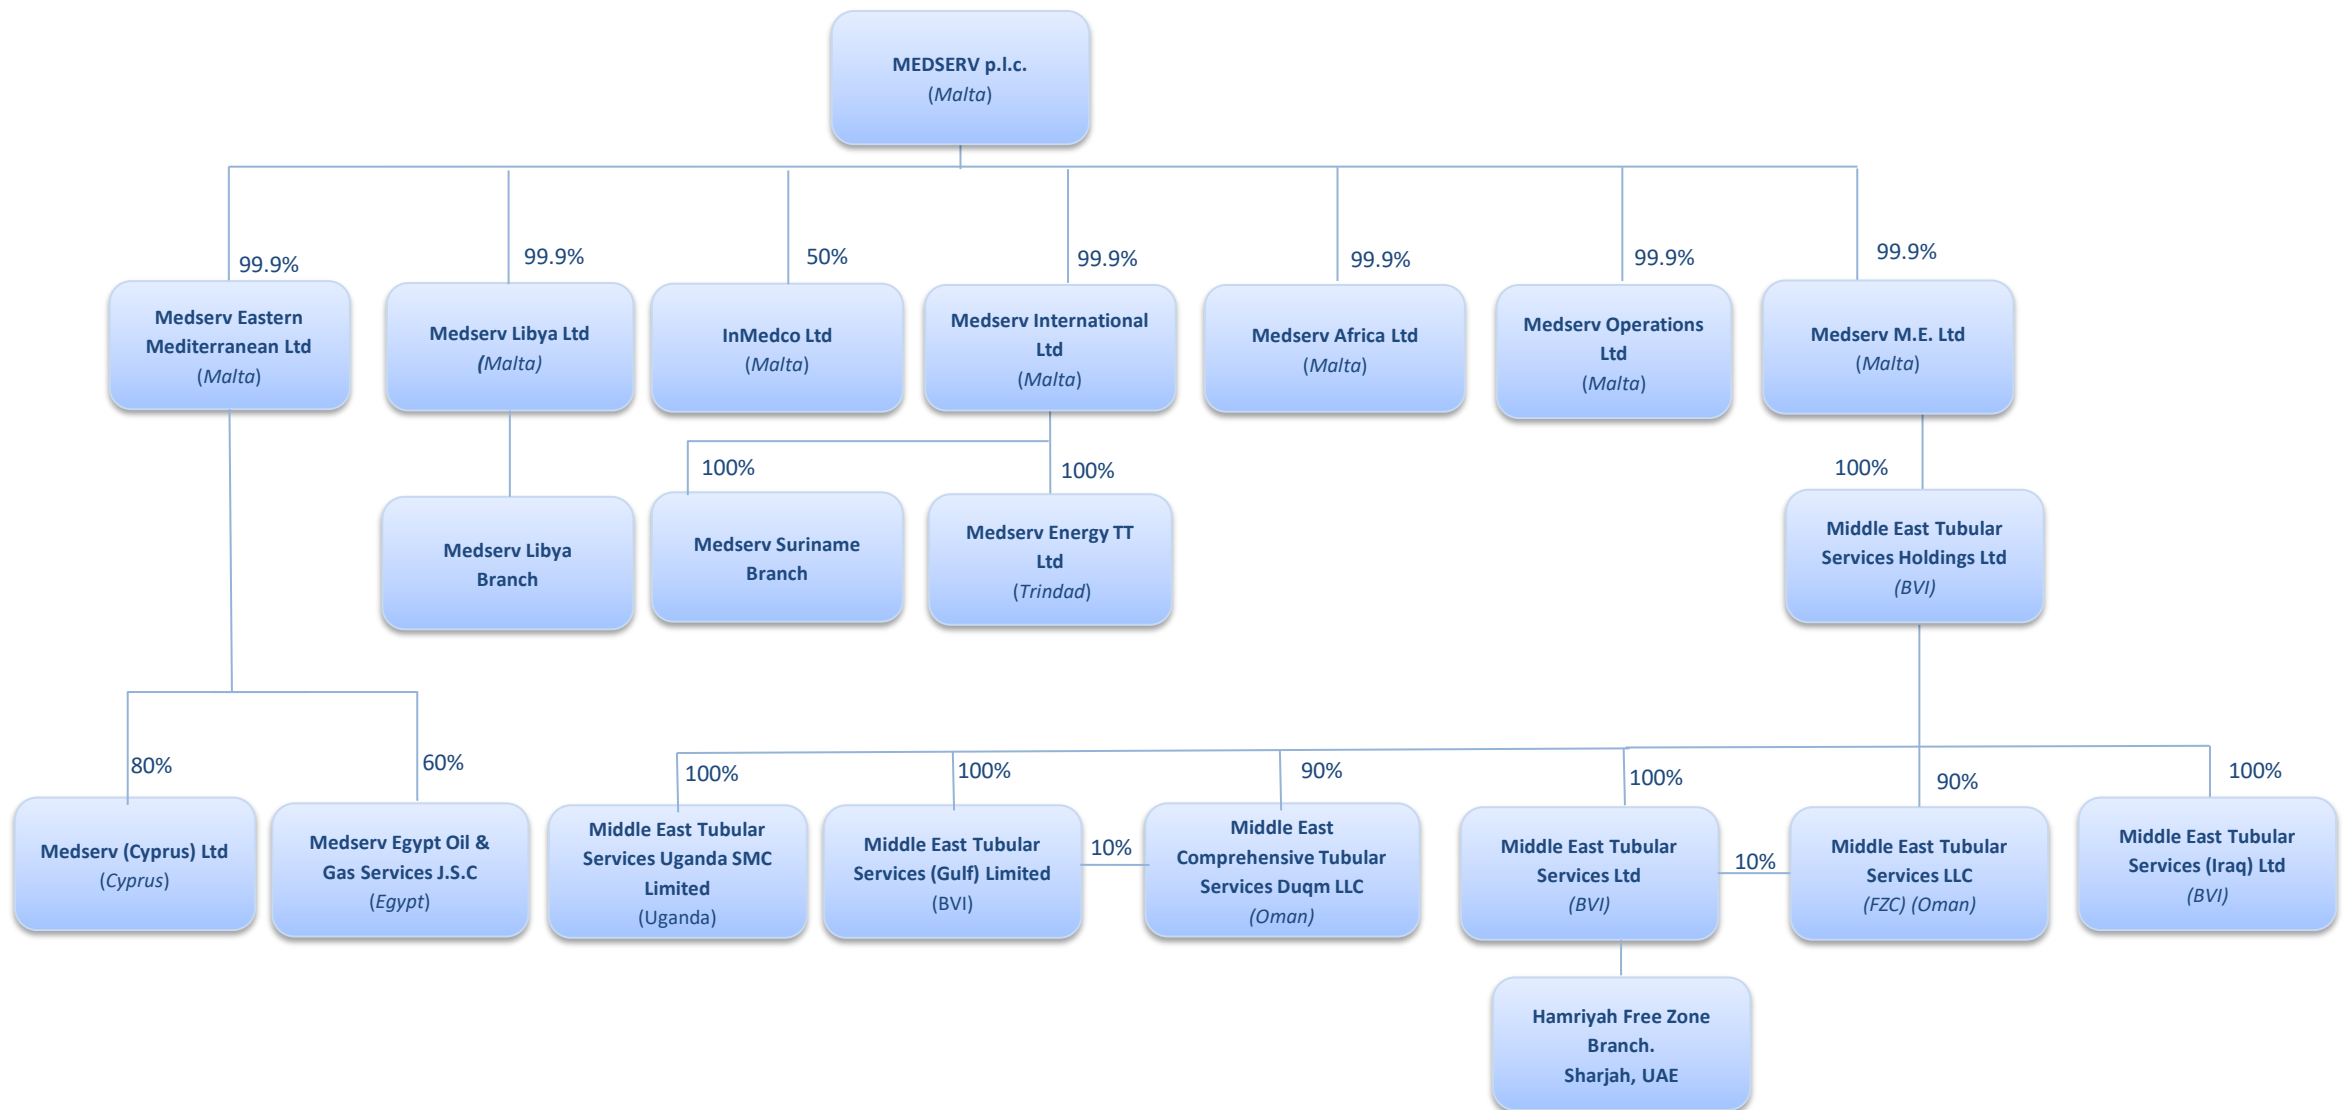 MEDSERV p.l.c.
(Malta)
99.9%
99.9%
50%
99.9%
99.9%
99.9%
99.9%
Medserv Eastern
Mediterranean Ltd
(Malta)
Medserv Libya Ltd
(Malta)
InMedco Ltd
(Malta)
Medserv International
Ltd
(Malta)
Medserv Africa Ltd
(Malta)
Medserv Operations
Ltd
(Malta)
Medserv M.E. Ltd
(Malta)
100%
100%
100%
Medserv Libya
Branch
Medserv Suriname
Branch
Medserv Energy TT
Ltd
(Trindad)
Middle East Tubular
Services Holdings Ltd
(BVI)
80%
60%
100%
100%
90%
100%
90%
100%
Medserv (Cyprus) Ltd
(Cyprus)
Medserv Egypt Oil &
Gas Services J.S.C
(Egypt)
Middle East Tubular
Services Uganda SMC
Limited
(Uganda)
Middle East Tubular
Services (Gulf) Limited
(BVI)
10%
Middle East
Comprehensive Tubular
Services Duqm LLC
(Oman)
Middle East Tubular
Services Ltd
(BVI)
10%
Middle East Tubular
Services LLC
(FZC) (Oman)
Middle East Tubular
Services (Iraq) Ltd
(BVI)
Hamriyah Free Zone
Branch.
Sharjah, UAE